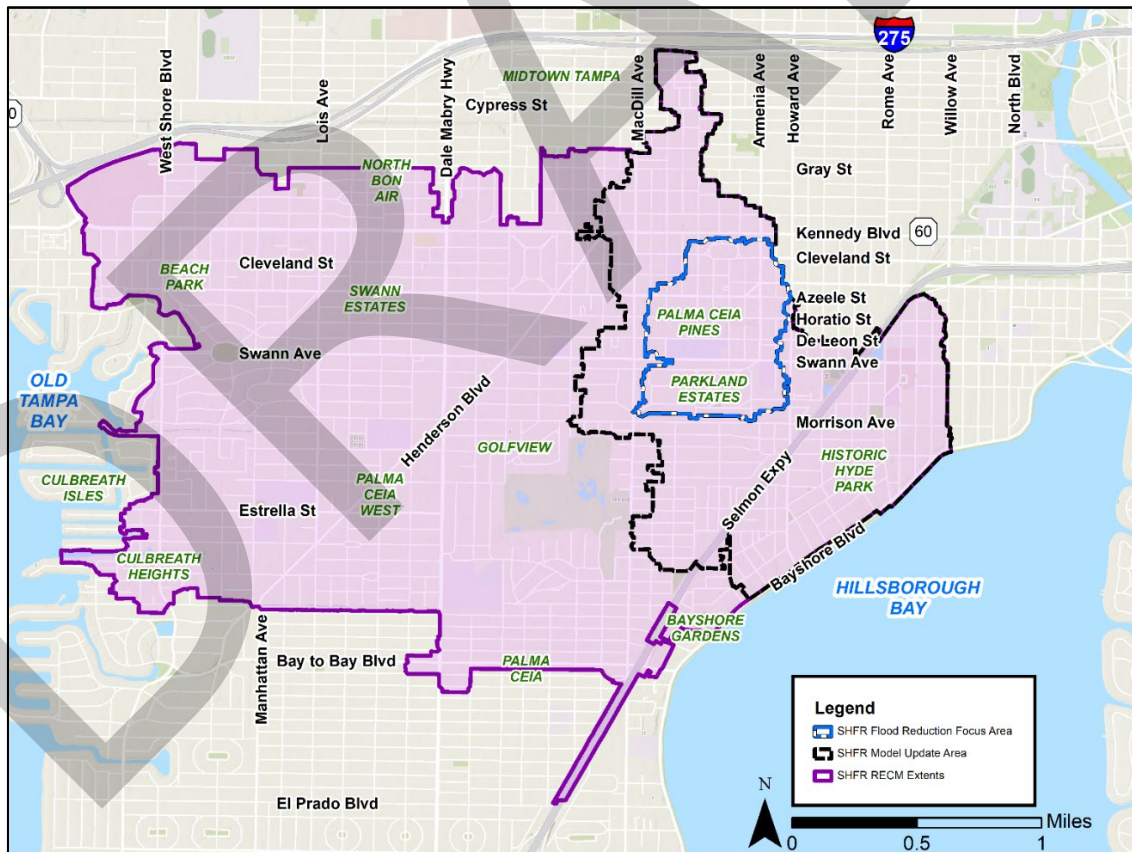 275
West Shore Blvd
Lois Ave
Dale Mabry Hwy
MIDTOWN TAMPA
Cypress St
MacDill Ave
Armenia Ave
Howard Ave
Rome Ave
Willow Ave
North Blvd
0
NORTH
BON
AIR
Gray St
Kennedy Blvd
60
Cleveland St
Cleveland St
BEACH
PARK
SWANN
ESTATES
Azeele St
Horatio St
De Leon St
Swann Ave
PALMA CEIA
PINES
Swann Ave
PARKLAND
ESTATES
OLD
TAMPA
BAY
Henderson Blvd
Morrison Ave
GOLFVIEW
HISTORIC
HYDE
PARK
CULBREATH
ISLES
PALMA
CEIA
WEST
Selmon Expy
Estrella St
CULBREATH
HEIGHTS
Bayshore Blvd
HILLSBOROUGH
BAY
BAYSHORE
GARDENS
Manhattan Ave
Bay to Bay Blvd
PALMA
CEIA
El Prado Blvd
Legend
SHFR Flood Reduction Focus Area
SHFR Model Update Area
SHFR RECM Extents
N
Miles
0
0.5
1
DRAFT